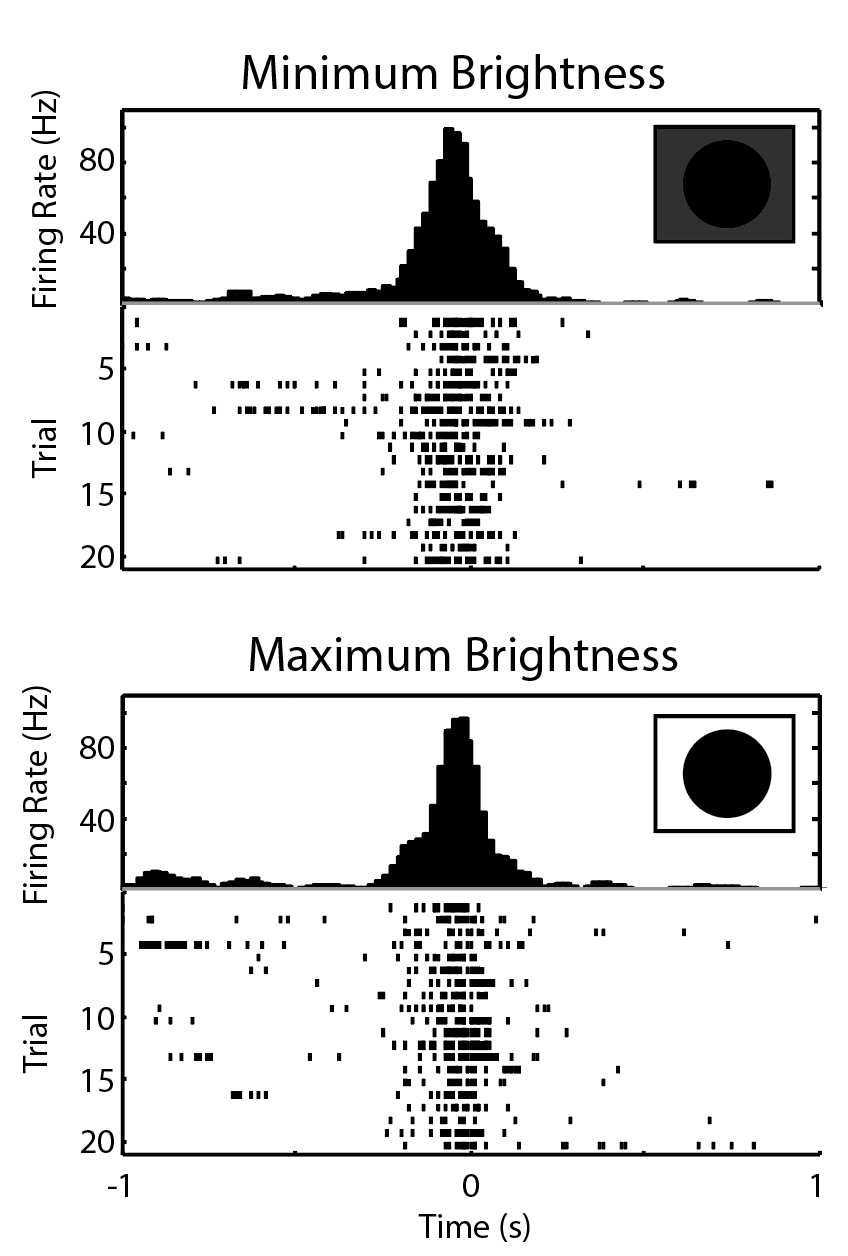 Minimum Brightness
Firing Rate (Hz)
80
40
Trial
5
10
15
20
Maximum Brightness
Firing Rate (Hz)
80
40
Trial
5
10
15
20
-1
0
1
Time (s)